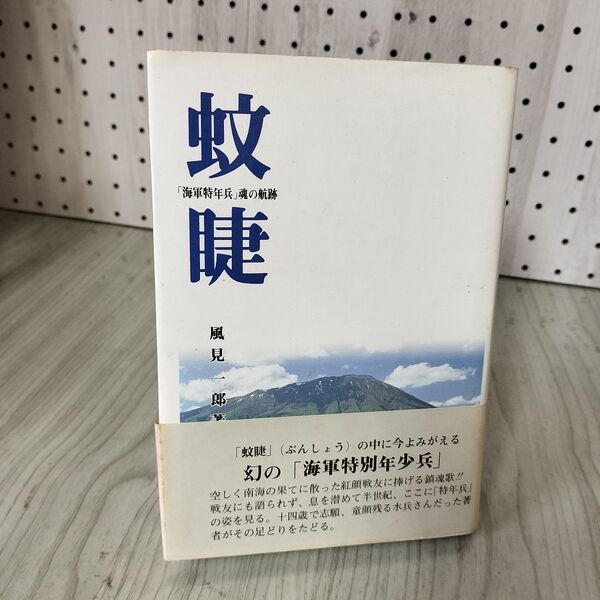 蚊
「海軍特年兵」魂の航跡
睫
風見一郎著
「蚊睫」(ぶんしょう)の中に今よみがえる
幻の「海軍特別年少兵」
空しく南海の果てに散った紅顔戦友に捧げる鎮魂歌!!
戦友にも語られず、息を潜めて半世紀、ここに「特年兵」
の姿を見る。十四歳で志願、童顔残る水兵さんだった著
者がその足どりをたどる。